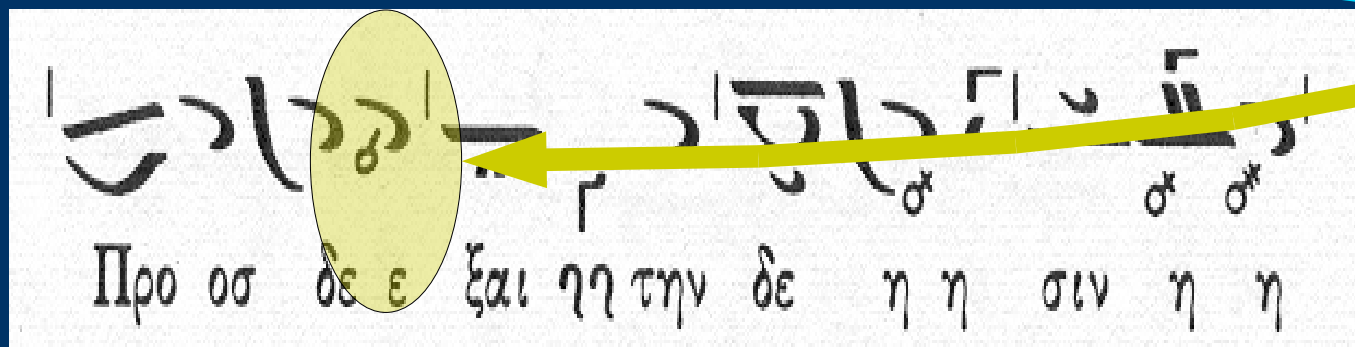 Προ οσ δε ε ξαι ηη την δε η η σιν η η